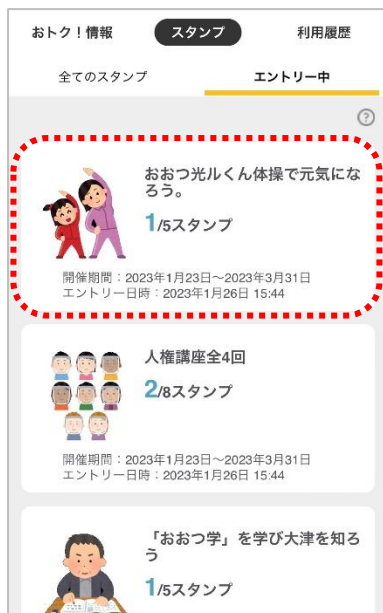 おトク！情報 スタンプ 利用履歴
全てのスタンプ エントリー中
?
おおつ光ルくん体操で元気にな
ろう。
1/5スタンプ
開催期間：2023年1月23日～2023年3月31日
エントリー日時：2023年1月26日 15:44
人権講座全4回
2/8スタンプ
開催期間：2023年1月23日～2023年3月31日
エントリー日時：2023年1月26日 15:44
「おおつ学」を学び大津を知ろ
う
1/5スタンプ